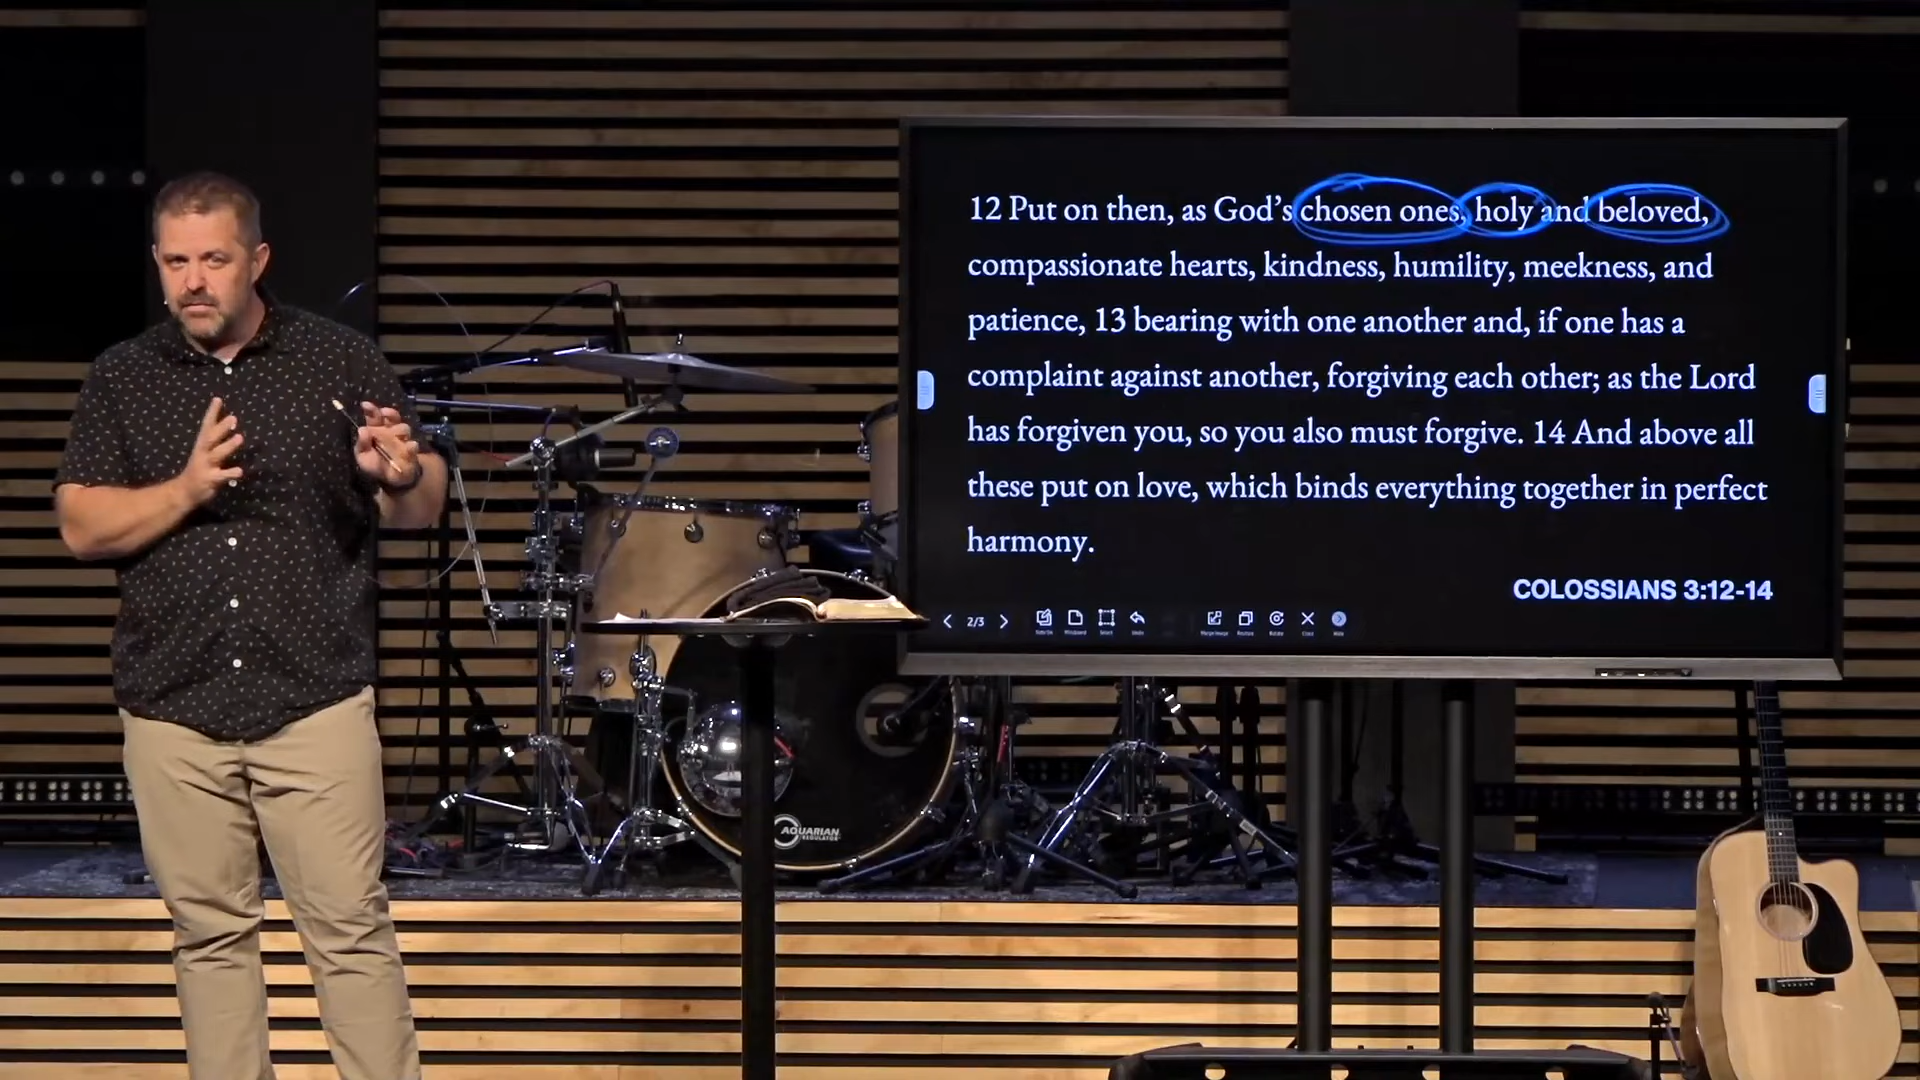 12 Put on then, as God’s chosen ones, holy and beloved,
compassionate hearts, kindness, humility, meekness, and
patience, 13 bearing with one another and, if one has a
complaint against another, forgiving each other; as the Lord
has forgiven you, so you also must forgive. 14 And above all
these put on love, which binds everything together in perfect
harmony.
COLOSSIANS 3:12-14
2/3
AQUARIAN
REGULATOR